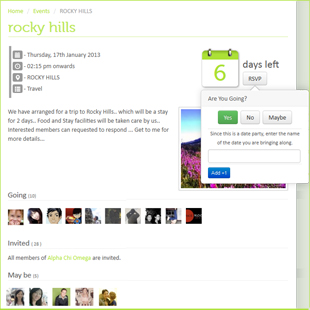 Home / Events / ROCKY HILLS
rocky hills
- Thursday, 17th January 2013
- 02:15 pm onwards
- ROCKY HILLS
- Travel
6
days left
RSVP
Are You Going?
Yes No Maybe
Since this is a date party, enter the name
of the date you are bringing along.
Add +1
We have arranged for a trip to Rocky Hills.. which will be a stay
for 2 days.. Food and Stay facilities will be taken care by us..
Interested members can requested to respond ... Get to me for
more details...
Going (10)
Invited ( 28 )
All members of Alpha Chi Omega are invited.
May be (6)